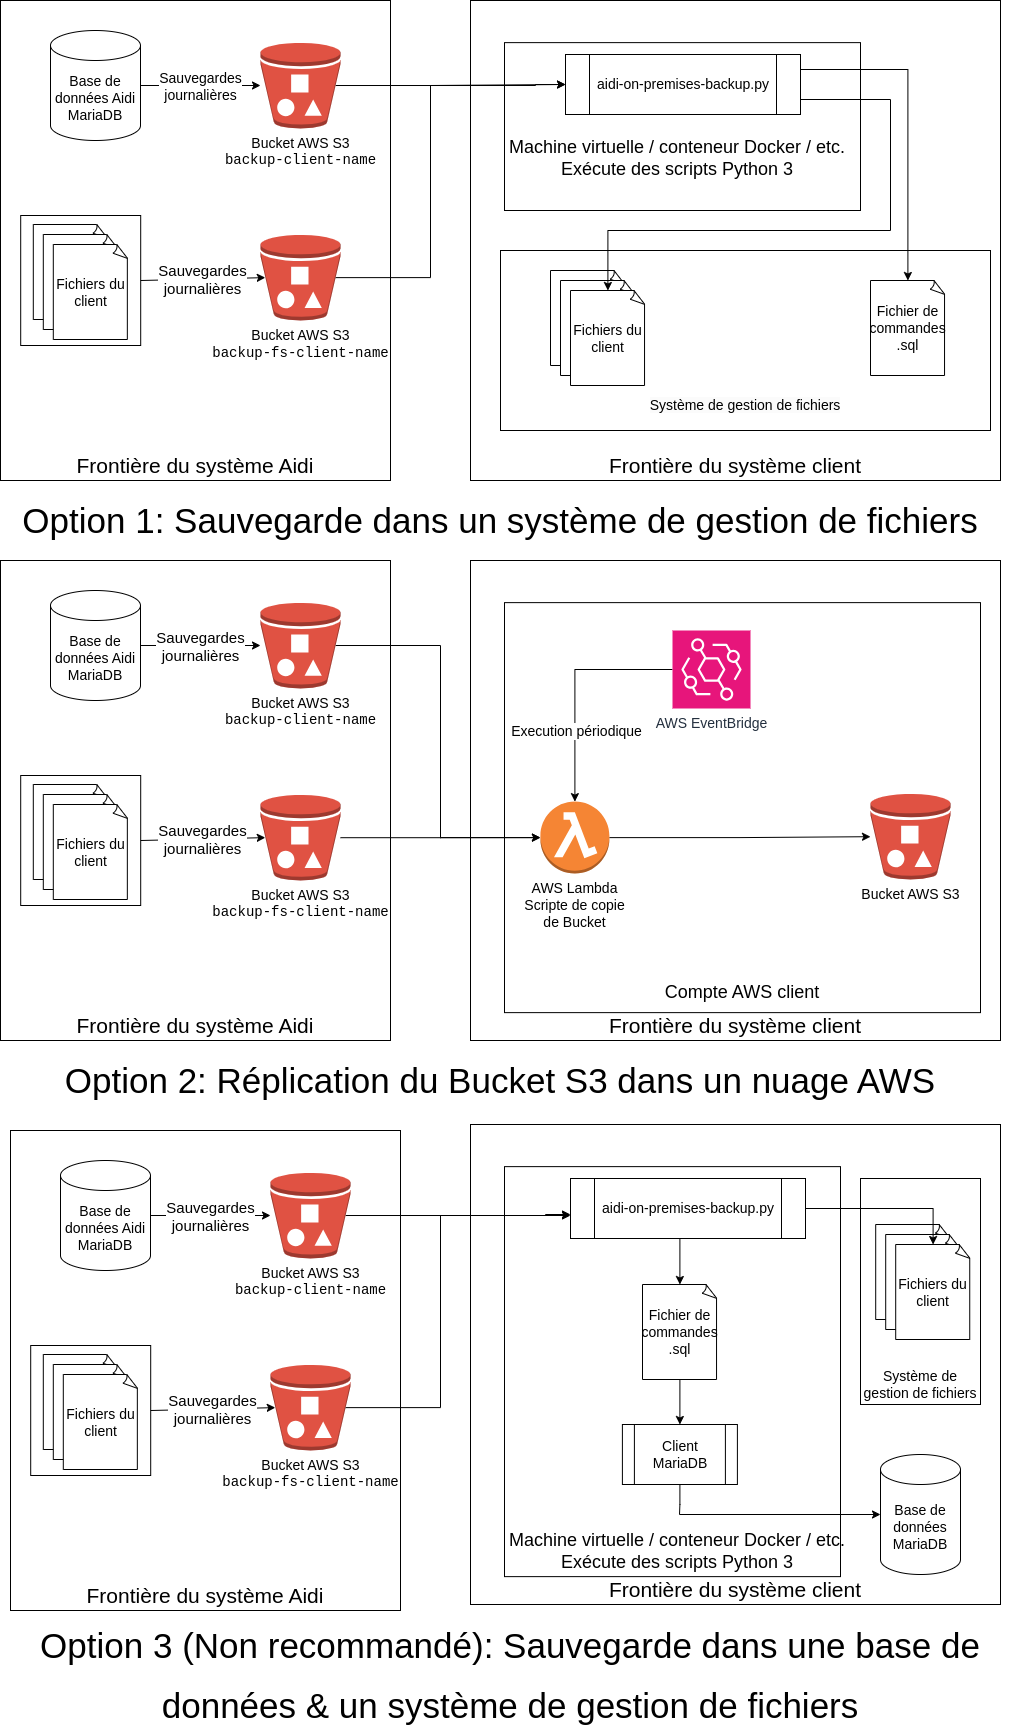 Base de
données Aidi
MariaDB
Sauvegardes
journalières
Bucket AWS S3
backup-client-name
aidi-on-premises-backup.py
Machine virtuelle / conteneur Docker / etc.
Exécute des scripts Python 3
Fichiers du
client
Sauvegardes
journalières
Bucket AWS S3
backup-fs-client-name
Fichiers du
client
Fichier de
commandes
.sql
Système de gestion de fichiers
Frontière du système Aidi
Frontière du système client
Option 1: Sauvegarde dans un système de gestion de fichiers
Base de
données Aidi
MariaDB
Sauvegardes
journalières
Bucket AWS S3
backup-client-name
AWS EventBridge
Execution périodique
Fichiers du
client
Sauvegardes
journalières
Bucket AWS S3
backup-fs-client-name
AWS Lambda
Scripte de copie
de Bucket
Bucket AWS S3
Compte AWS client
Frontière du système Aidi
Frontière du système client
Option 2: Réplication du Bucket S3 dans un nuage AWS
Base de
données Aidi
MariaDB
Sauvegardes
journalières
Bucket AWS S3
backup-client-name
aidi-on-premises-backup.py
Fichier de
commandes
.sql
Fichiers du
client
Système de
gestion de fichiers
Fichiers du
client
Sauvegardes
journalières
Bucket AWS S3
backup-fs-client-name
Client
MariaDB
Base de
données
MariaDB
Machine virtuelle / conteneur Docker / etc.
Exécute des scripts Python 3
Frontière du système Aidi
Frontière du système client
Option 3 (Non recommandé): Sauvegarde dans une base de
données & un système de gestion de fichiers